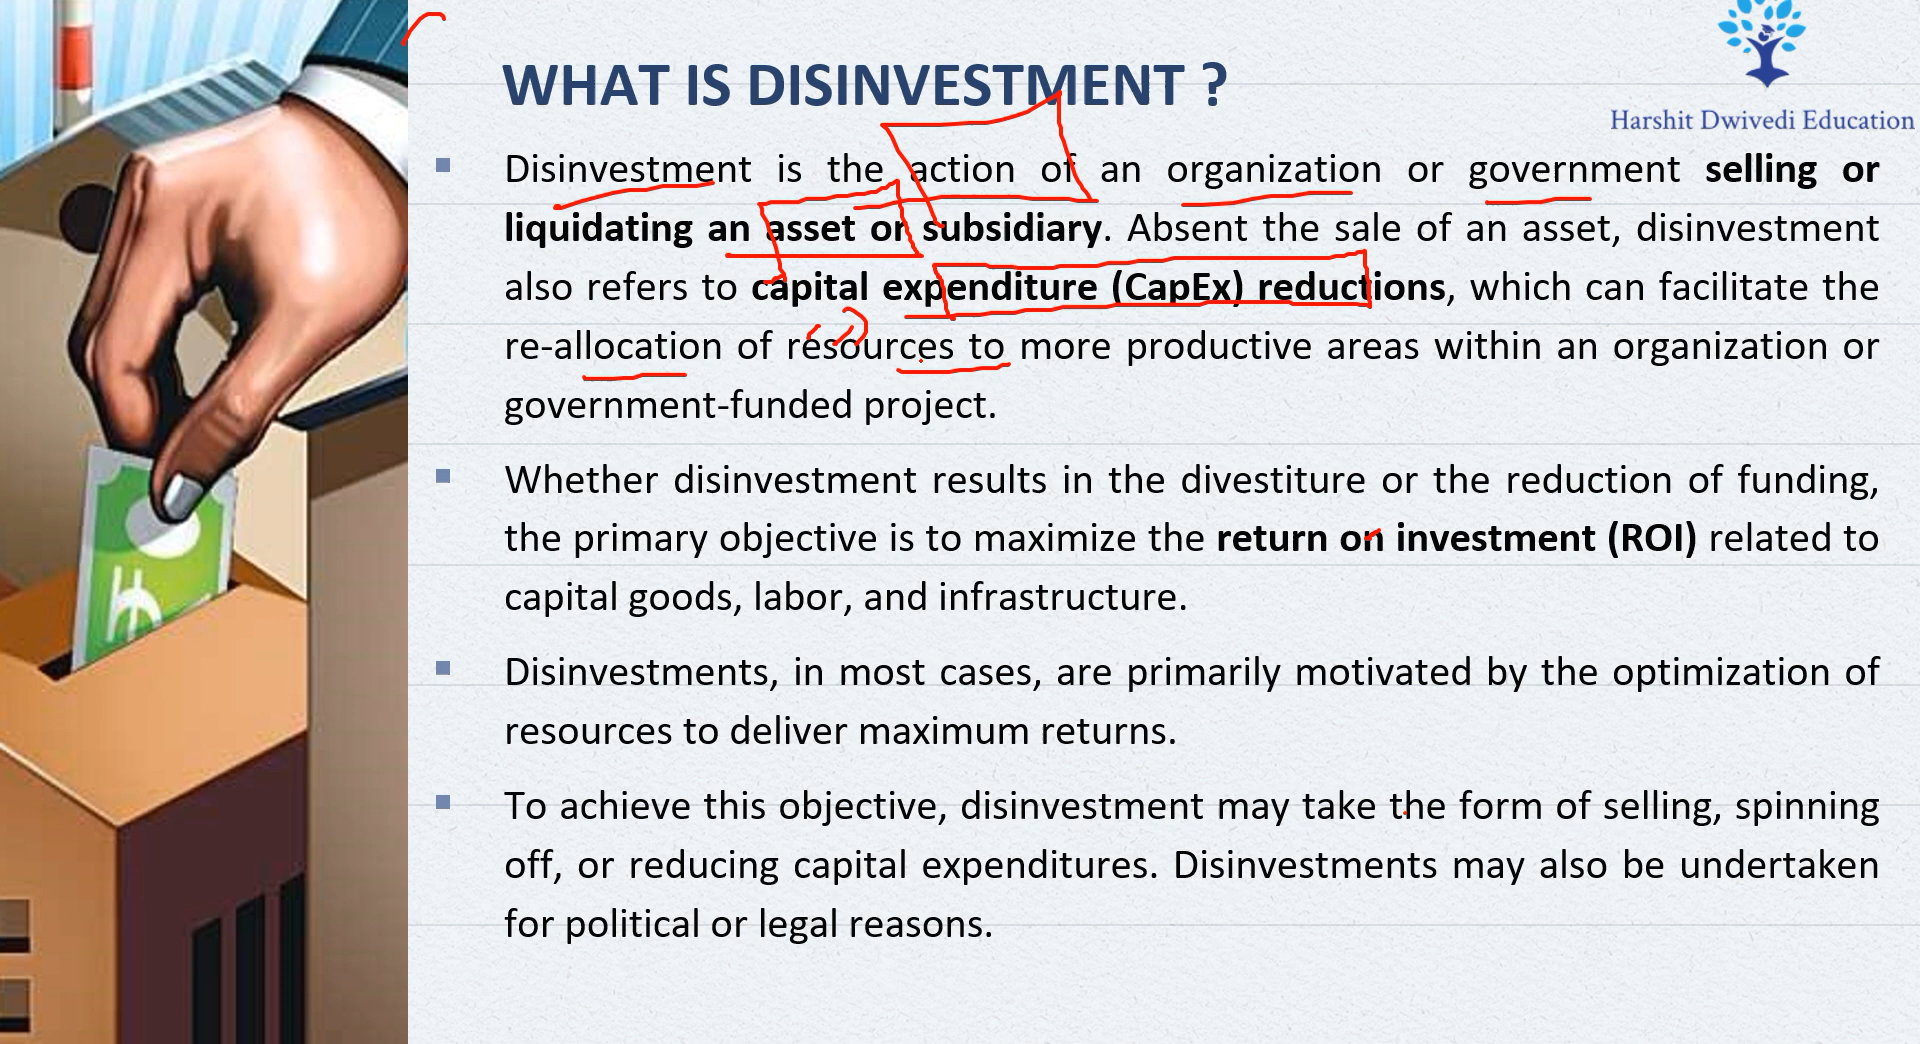 WHAT IS DISINVESTMENT ?
Harshit Dwivedi Education
▪ Disinvestment is the action of an organization or government selling or
liquidating an asset or subsidiary. Absent the sale of an asset, disinvestment
also refers to capital expenditure (CapEx) reductions, which can facilitate the
re-allocation of resources to more productive areas within an organization or
government-funded project.
▪ Whether disinvestment results in the divestiture or the reduction of funding,
the primary objective is to maximize the return on investment (ROI) related to
capital goods, labor, and infrastructure.
▪ Disinvestments, in most cases, are primarily motivated by the optimization of
resources to deliver maximum returns.
▪ To achieve this objective, disinvestment may take the form of selling, spinning
off, or reducing capital expenditures. Disinvestments may also be undertaken
for political or legal reasons.